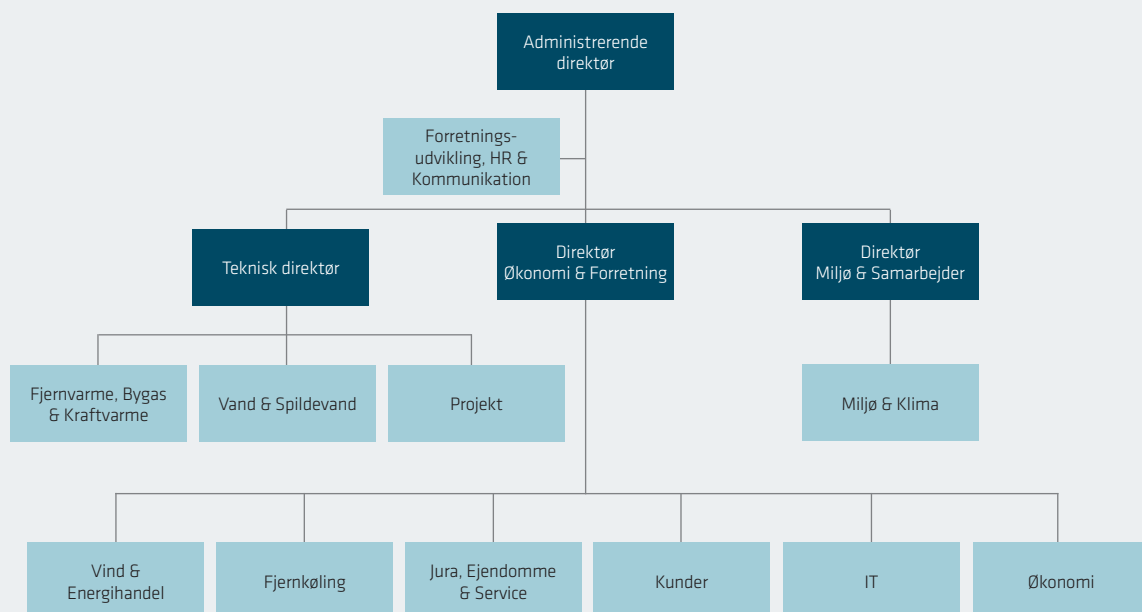 Administrerende
direktør
Forretnings-
udvikling, HR &
Kommunikation
Teknisk direktør
Direktør
Økonomi & Forretning
Direktør
Miljø & Samarbejder
Fjernvarme, Bygas
& Kraftvarme
Vand & Spildevand
Projekt
Miljø & Klima
Vind &
Energihandel
Fjernkøling
Jura, Ejendomme
& Service
Kunder
IT
Økonomi